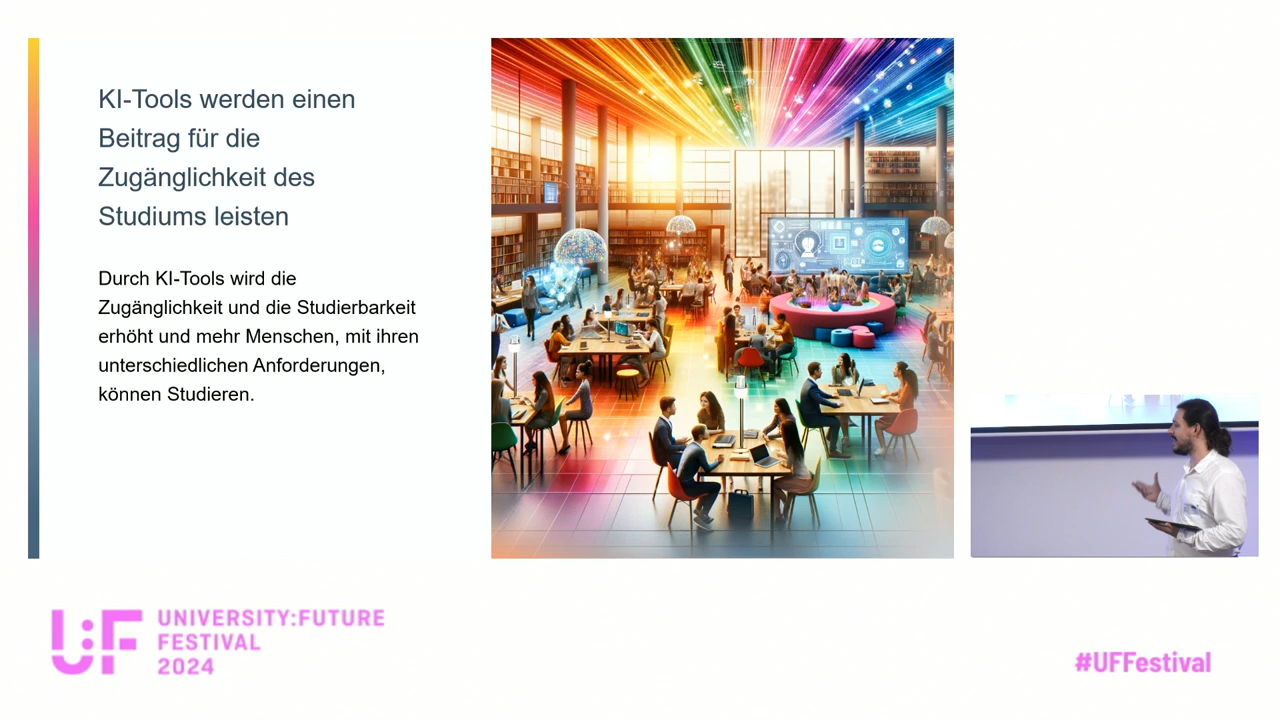 KI-Tools werden einen
Beitrag für die
Zugänglichkeit des
Studiums leisten
Durch KI-Tools wird die
Zugänglichkeit und die Studierbarkeit
erhöht und mehr Menschen, mit ihren
unterschiedlichen Anforderungen,
können Studieren.
U:F
UNIVERSITY:FUTURE
FESTIVAL
2024
#UFFestival